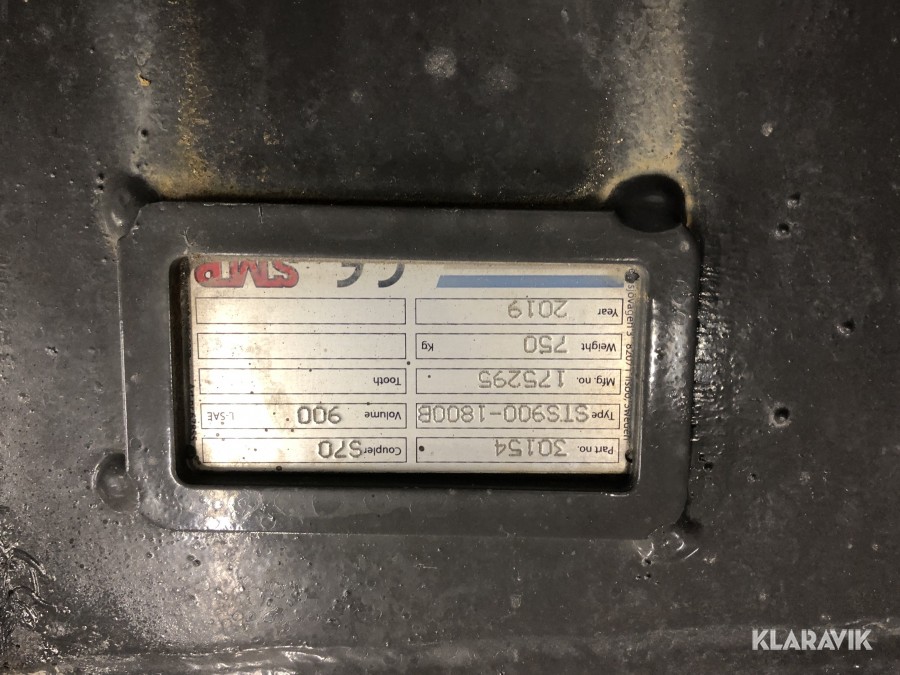 Part no. 30154 Coupler S70
Type STS900-1800B Volume 900 L-SAE
Mfg. no. 175295 Tooth
Weight 750 Kg
Year 2019
CE SMP
KLARAVIK